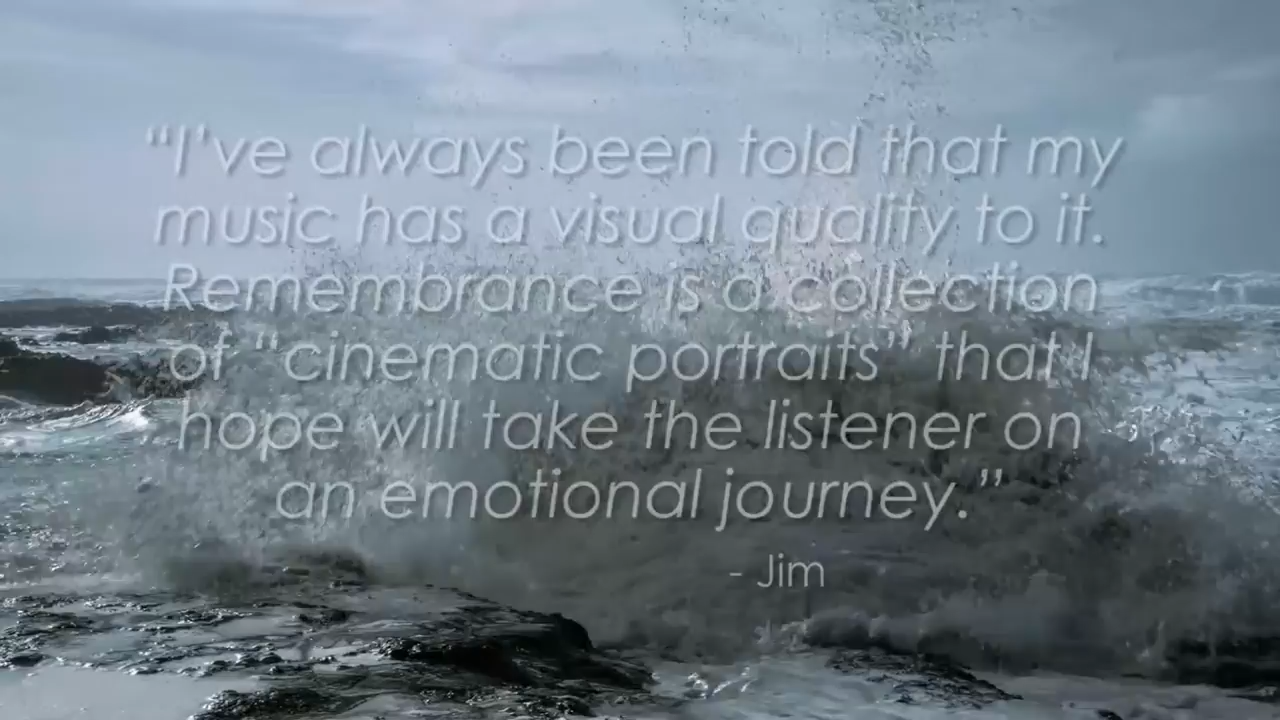 “I’ve always been told that my
music has a visual quality to it.
Remembrance is a collection
of “cinematic portraits” that I
hope will take the listener on
an emotional journey.”
- Jim